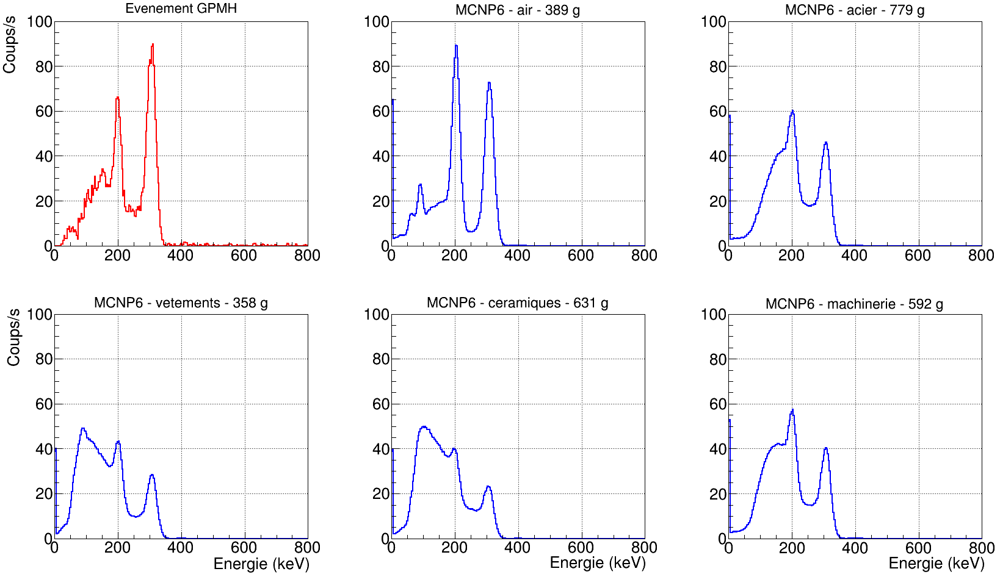 Evenement GPMH
Coups/s
100
80
60
40
20
0
0 200 400 600 800
MCNP6 - air - 389 g
100
80
60
40
20
0
0 200 400 600 800
MCNP6 - acier - 779 g
100
80
60
40
20
0
0 200 400 600 800
MCNP6 - vetements - 358 g
Coups/s
100
80
60
40
20
0
0 200 400 600 800
Energie (keV)
MCNP6 - ceramiques - 631 g
100
80
60
40
20
0
0 200 400 600 800
Energie (keV)
MCNP6 - machinerie - 592 g
100
80
60
40
20
0
0 200 400 600 800
Energie (keV)